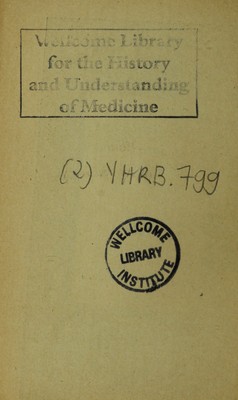 Wellcome Library
for the History
and Understanding
of Medicine
(2) YHRB.799
WELLCOME
LIBRARY
INSTITUTE